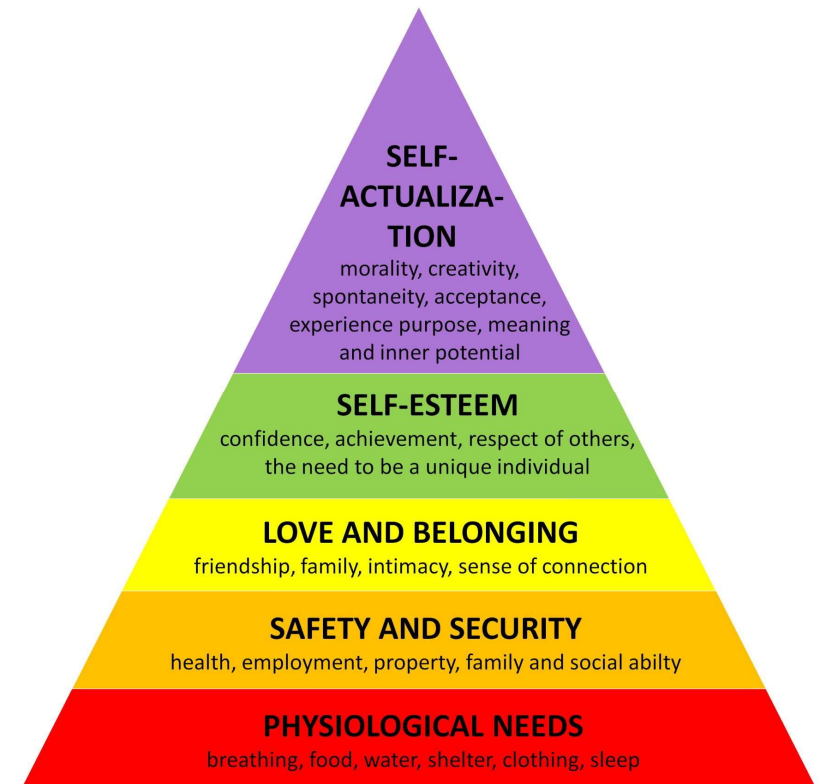 SELF-
ACTUALIZA-
TION
morality, creativity,
spontaneity, acceptance,
experience purpose, meaning
and inner potential
SELF-ESTEEM
confidence, achievement, respect of others,
the need to be a unique individual
LOVE AND BELONGING
friendship, family, intimacy, sense of connection
SAFETY AND SECURITY
health, employment, property, family and social abilty
PHYSIOLOGICAL NEEDS
breathing, food, water, shelter, clothing, sleep